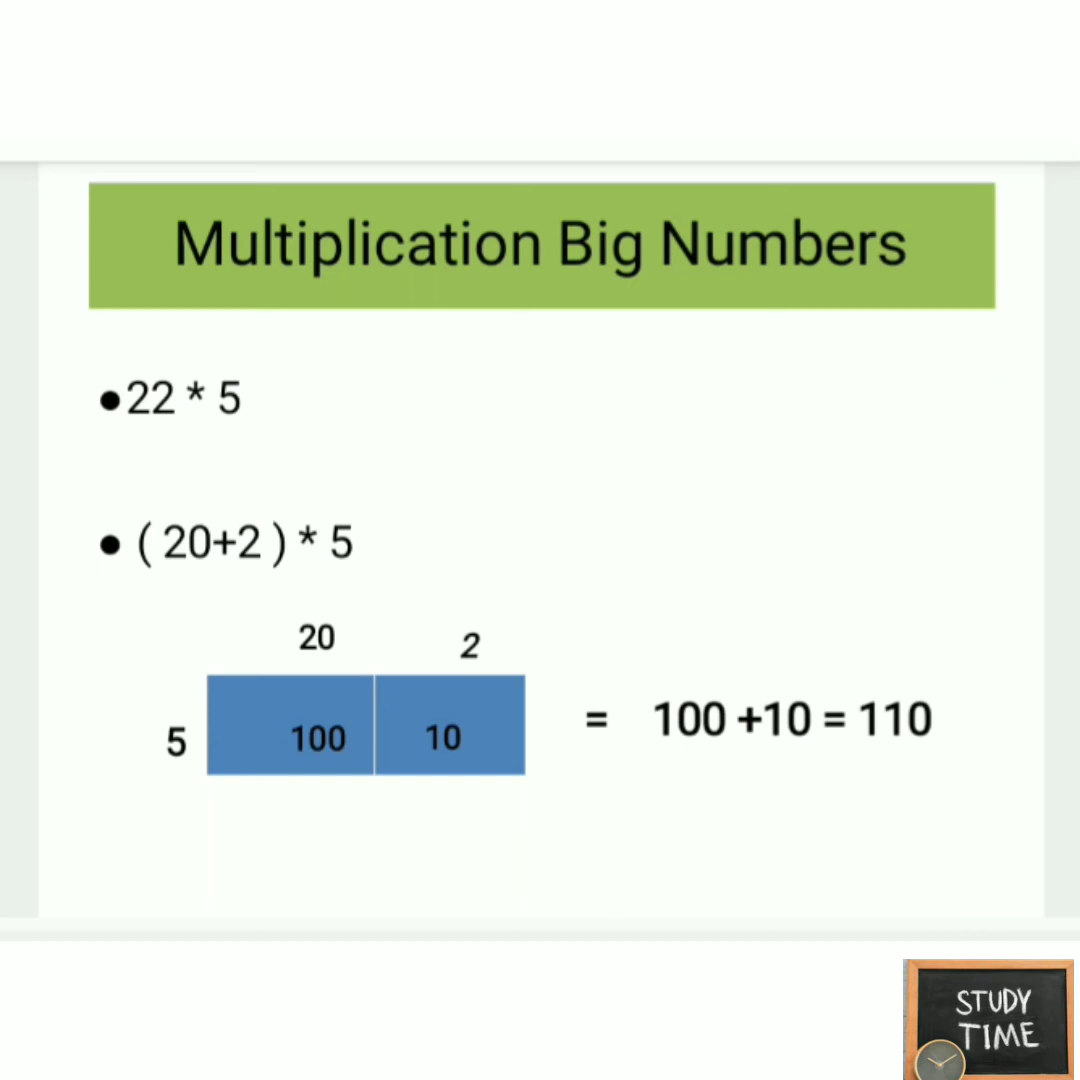 Multiplication Big Numbers
●22 * 5
● ( 20+2 ) * 5
20 2
5 100 10 = 100 +10 = 110
STUDY
TIME